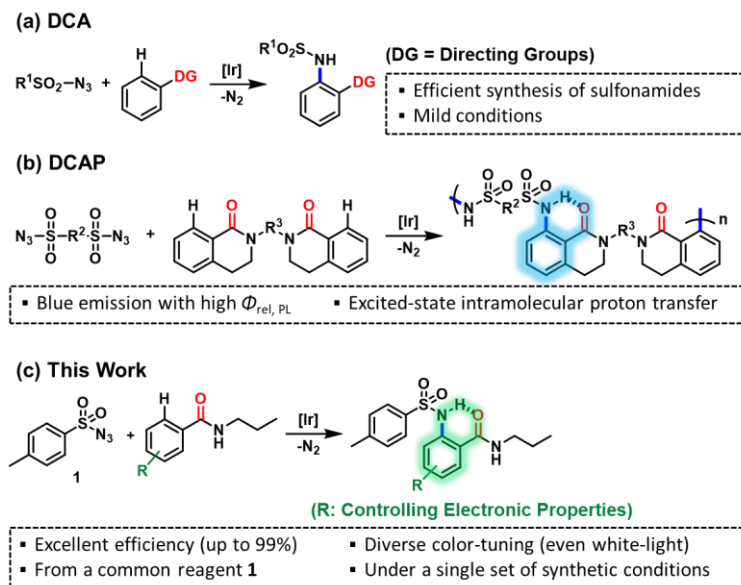 (a) DCA
R¹SO₂—N₃ + H DG [Ir] -N₂ R¹O₂S NH DG
(DG = Directing Groups)
▪ Efficient synthesis of sulfonamides
▪ Mild conditions
(b) DCAP
N₃ S O O R² S O O N₃ + H O N R³ N O H [Ir] -N₂ N H S O O R² S O O N H O N R³ N O n
▪ Blue emission with high Φrel, PL ▪ Excited-state intramolecular proton transfer
(c) This Work
O O S N₃ 1 + H O N H R [Ir] -N₂ O O S N H O N H R
(R: Controlling Electronic Properties)
▪ Excellent efficiency (up to 99%) ▪ Diverse color-tuning (even white-light)
▪ From a common reagent 1 ▪ Under a single set of synthetic conditions